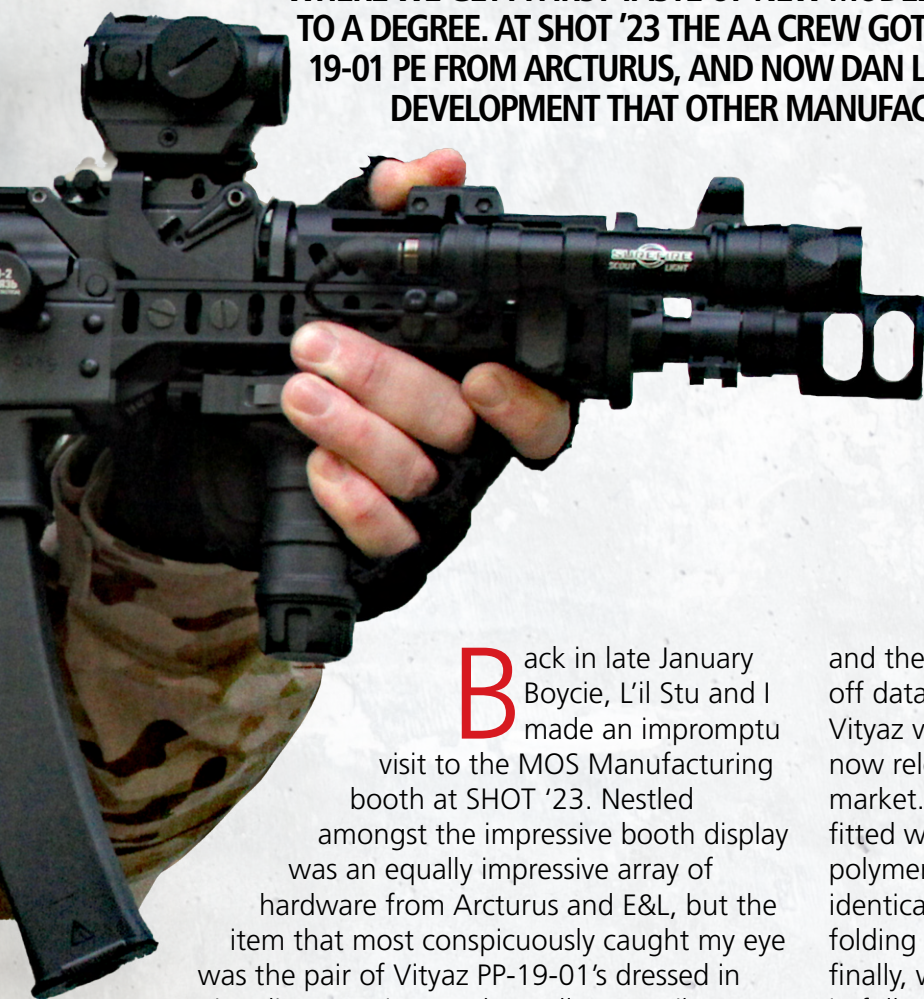 TO A DEGREE. AT SHOT ’23 THE AA CREW GOT
19-01 PE FROM ARCTURUS, AND NOW DAN L
DEVELOPMENT THAT OTHER MANUFAC
SUREFIRE
SCOUT LIGHT
Back in late January
Boycie, L’il Stu and I
made an impromptu
visit to the MOS Manufacturing
booth at SHOT ‘23. Nestled
amongst the impressive booth display
was an equally impressive array of
hardware from Arcturus and E&L, but the
item that most conspicuously caught my eye
was the pair of Vityaz PP-19-01’s dressed in
and the
off data
Vityaz v
now rel
market.
fitted w
polymer
identica
folding
finally, v